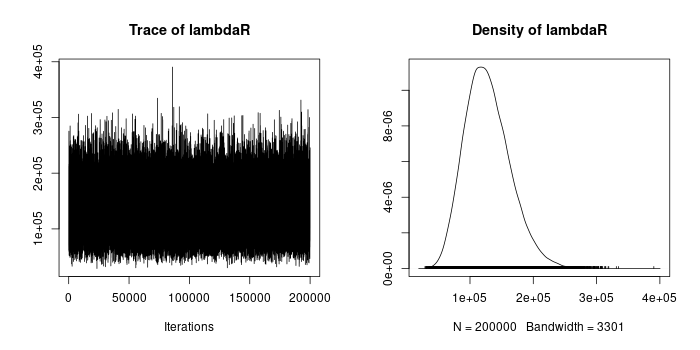 Trace of lambdaR
4e+05
3e+05
2e+05
1e+05
0 50000 100000 150000 200000
Iterations
Density of lambdaR
8e-06
4e-06
0e+00
1e+05 2e+05 3e+05 4e+05
N = 200000 Bandwidth = 3301